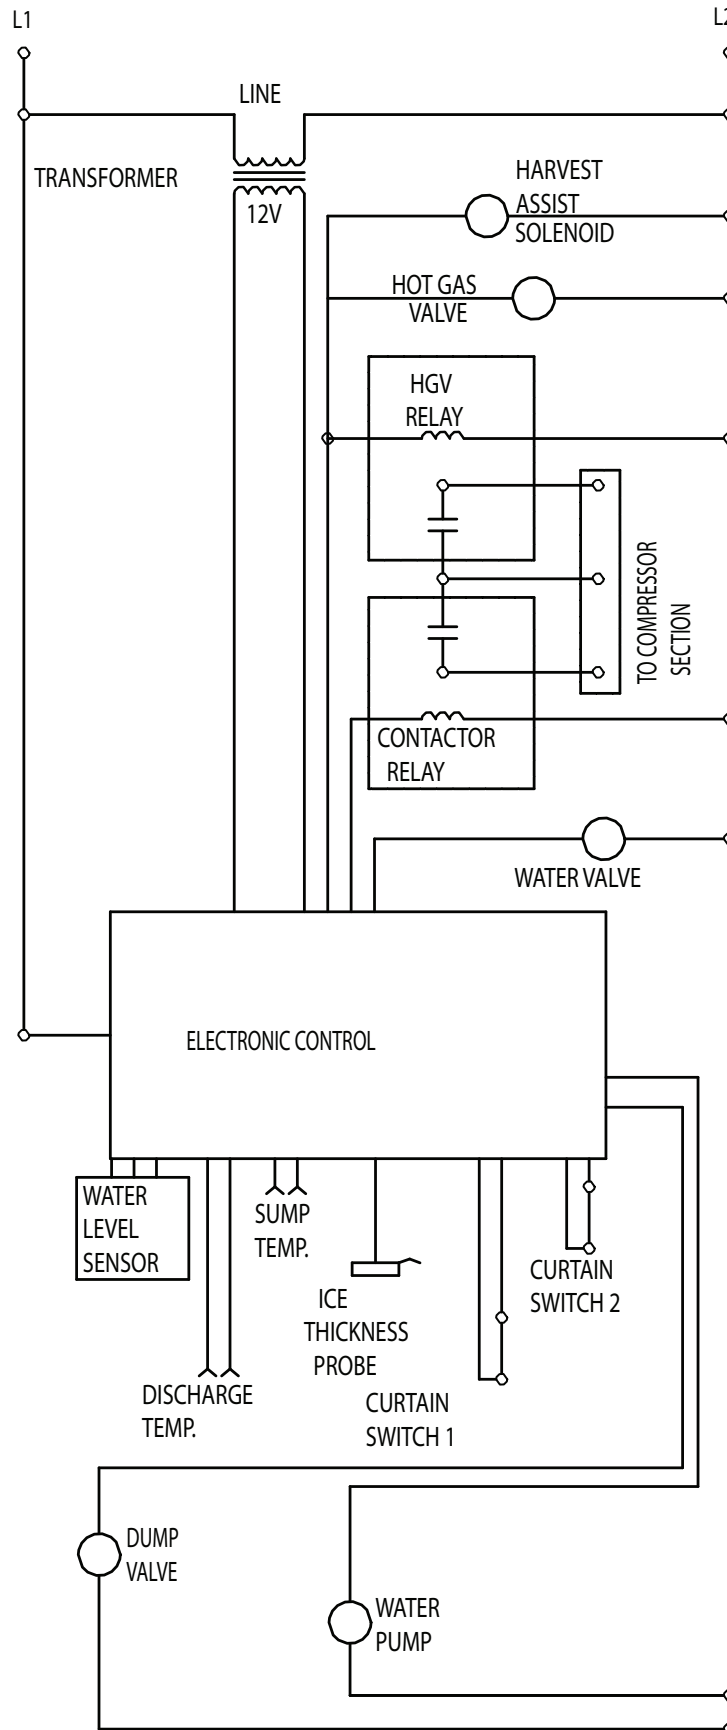 L1
L2
LINE
TRANSFORMER
12V
HARVEST
ASSIST
SOLENOID
HOT GAS
VALVE
HGV
RELAY
TO COMPRESSOR
SECTION
CONTACTOR
RELAY
WATER VALVE
ELECTRONIC CONTROL
WATER
LEVEL
SENSOR
SUMP
TEMP.
DISCHARGE
TEMP.
ICE
THICKNESS
PROBE
CURTAIN
SWITCH 1
CURTAIN
SWITCH 2
DUMP
VALVE
WATER
PUMP